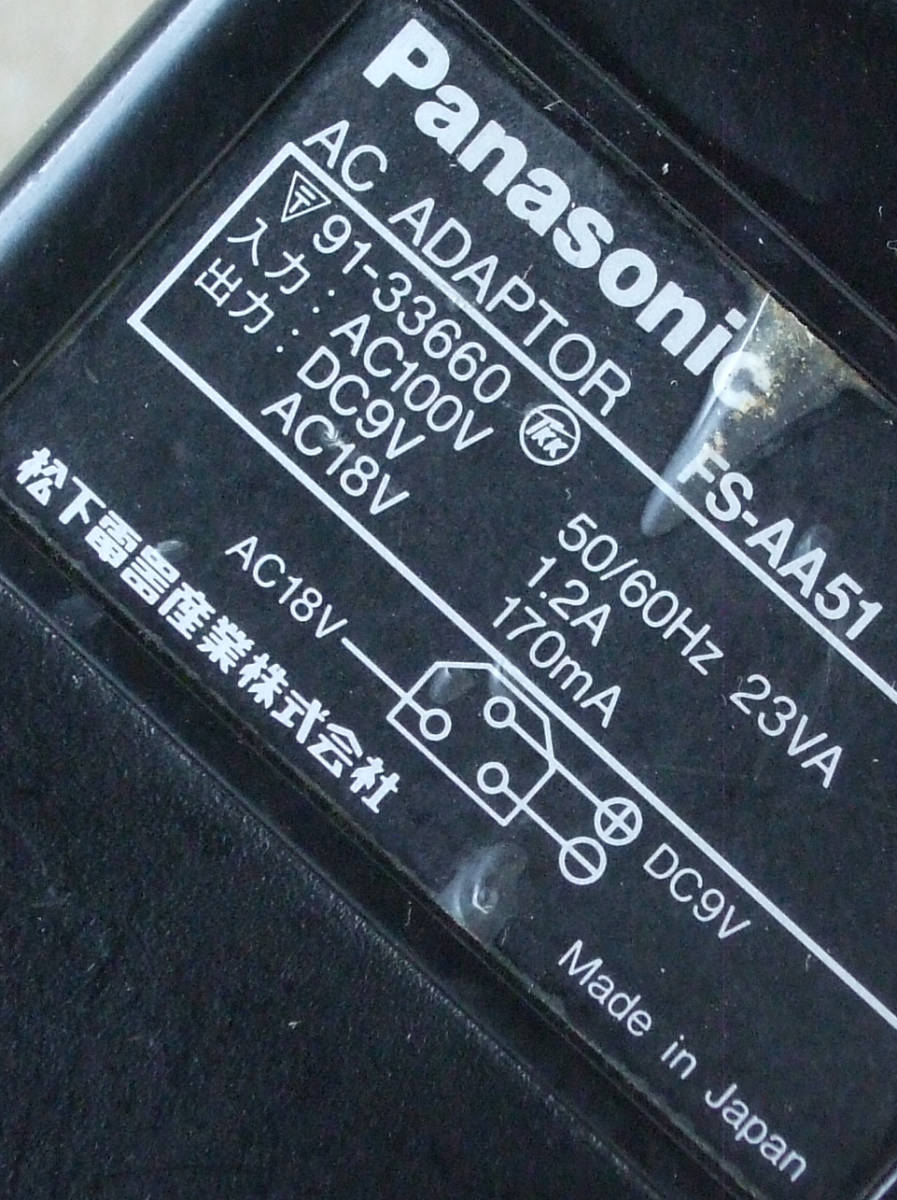 Panasonic
AC ADAPTOR FS-AA51
〒 91-33660 TKK
入力: AC100V 50/60Hz 23VA
出力: DC9V 1.2A
AC18V 170mA
AC18V
⊕
⊖
DC9V
松下電器産業株式会社
Made in Japan